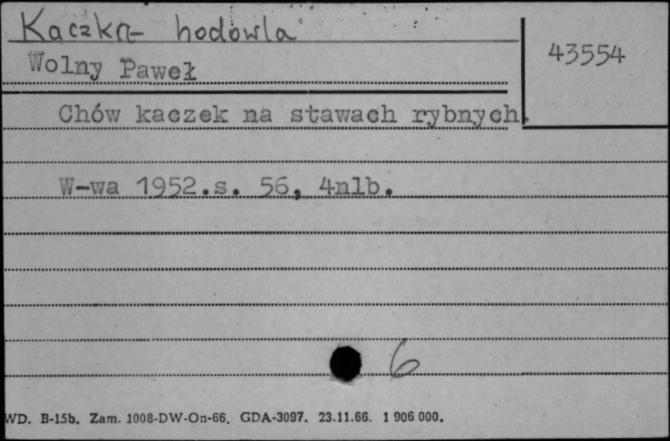 Kaczka - hodowla
43554
Wolny Paweł
Chów kaczek na stawach rybnych.
W-wa 1952.s. 56, 4nlb.
6
WD. B-15b. Zam. 1008-DW-On-66. GDA-3097. 23.11.66. 1 906 000.